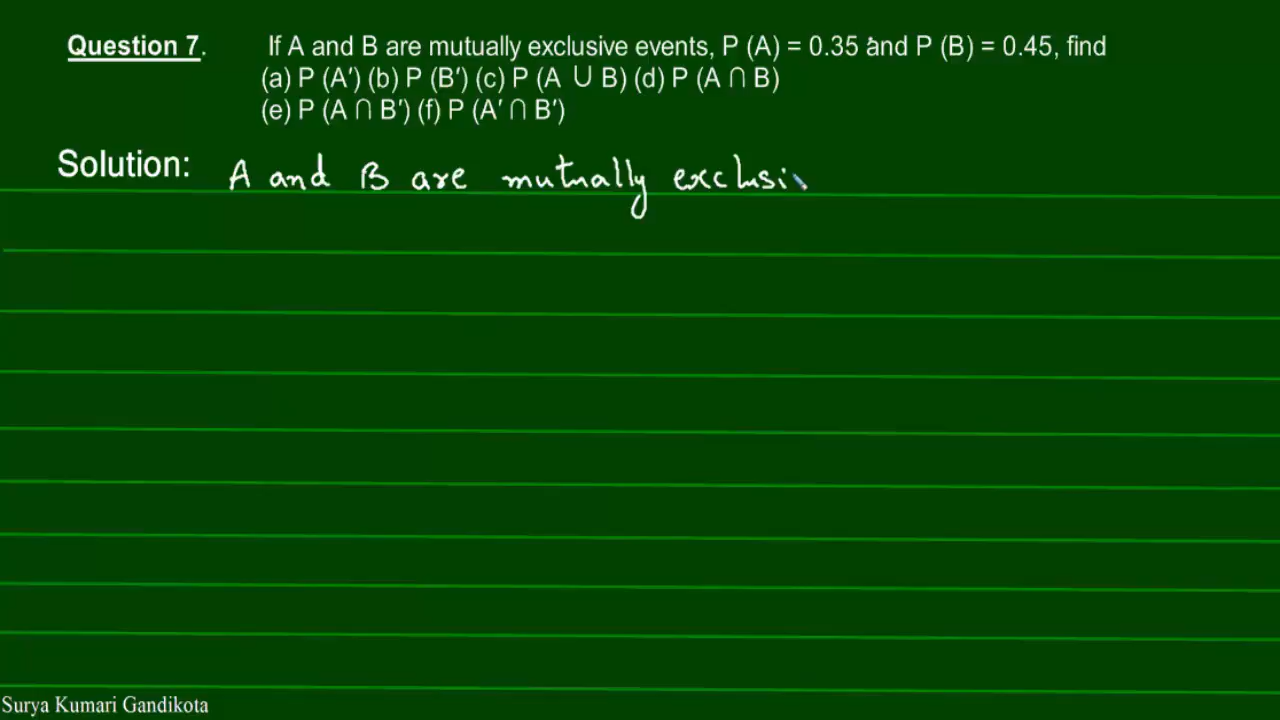 Question 7. If A and B are mutually exclusive events, P (A) = 0.35 and P (B) = 0.45, find
(a) P (A′) (b) P (B′) (c) P (A ∪ B) (d) P (A ∩ B)
(e) P (A ∩ B′) (f) P (A′ ∩ B′)
Solution: A and B are mutually exclusi
Surya Kumari Gandikota